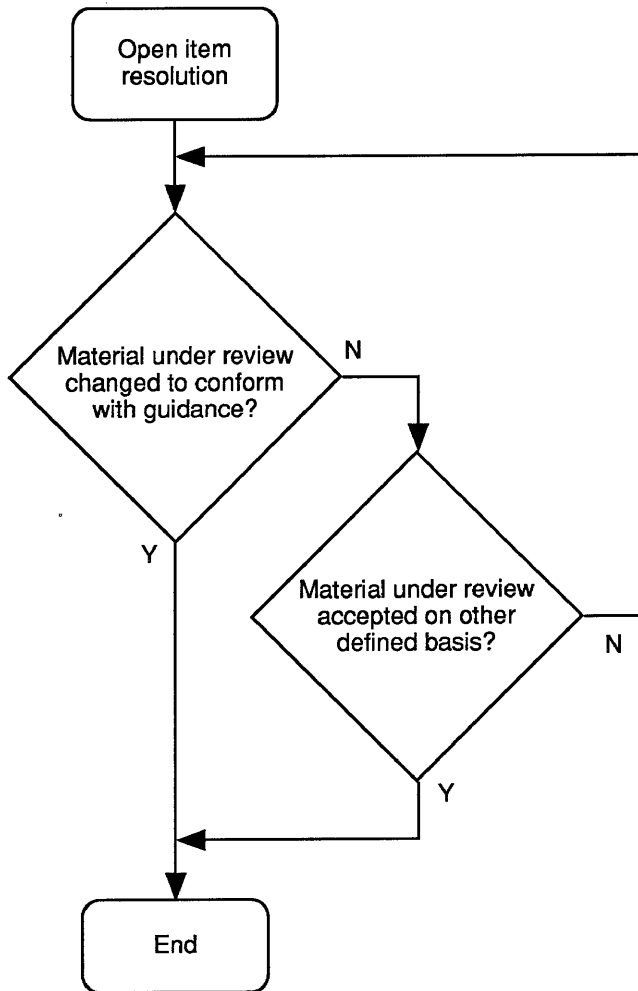 Open item
resolution
Material under review
changed to conform
with guidance?
N
Y
Material under review
accepted on other
defined basis?
N
Y
End